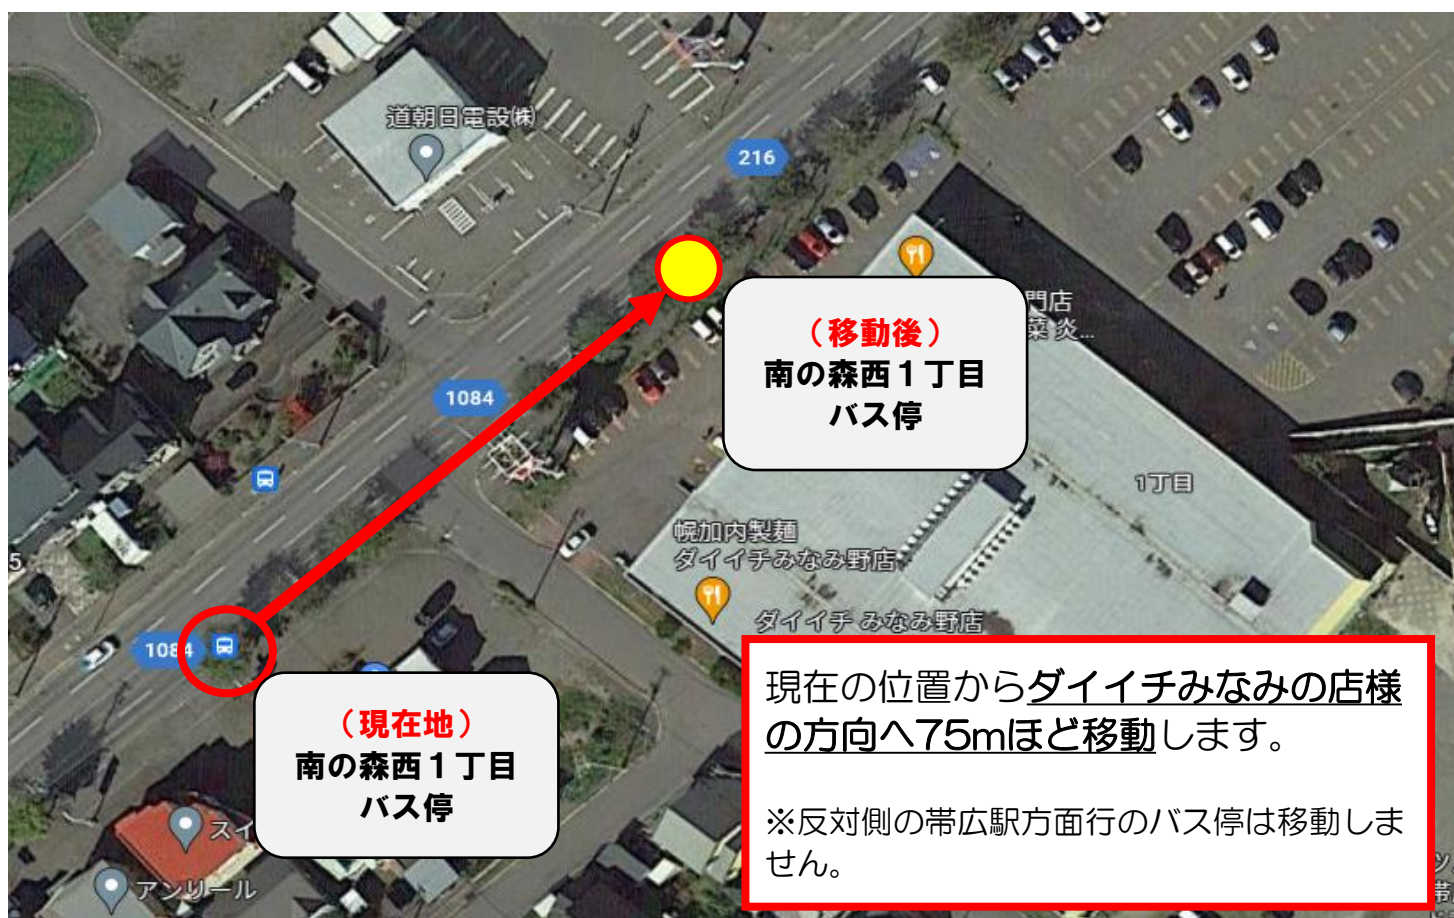 道朝日電設㈱
216
(移動後)
南の森西1丁目
バス停
門店
菜 炎...
1084
1丁目
幌加内製麺
ダイイチみなみ野店
ダイイチ みなみ野店
1084
(現在地)
南の森西1丁目
バス停
現在の位置からダイイチみなみの店様
の方向へ75mほど移動します。
※反対側の帯広駅方面行のバス停は移動しま
せん。
スイ
アンリール